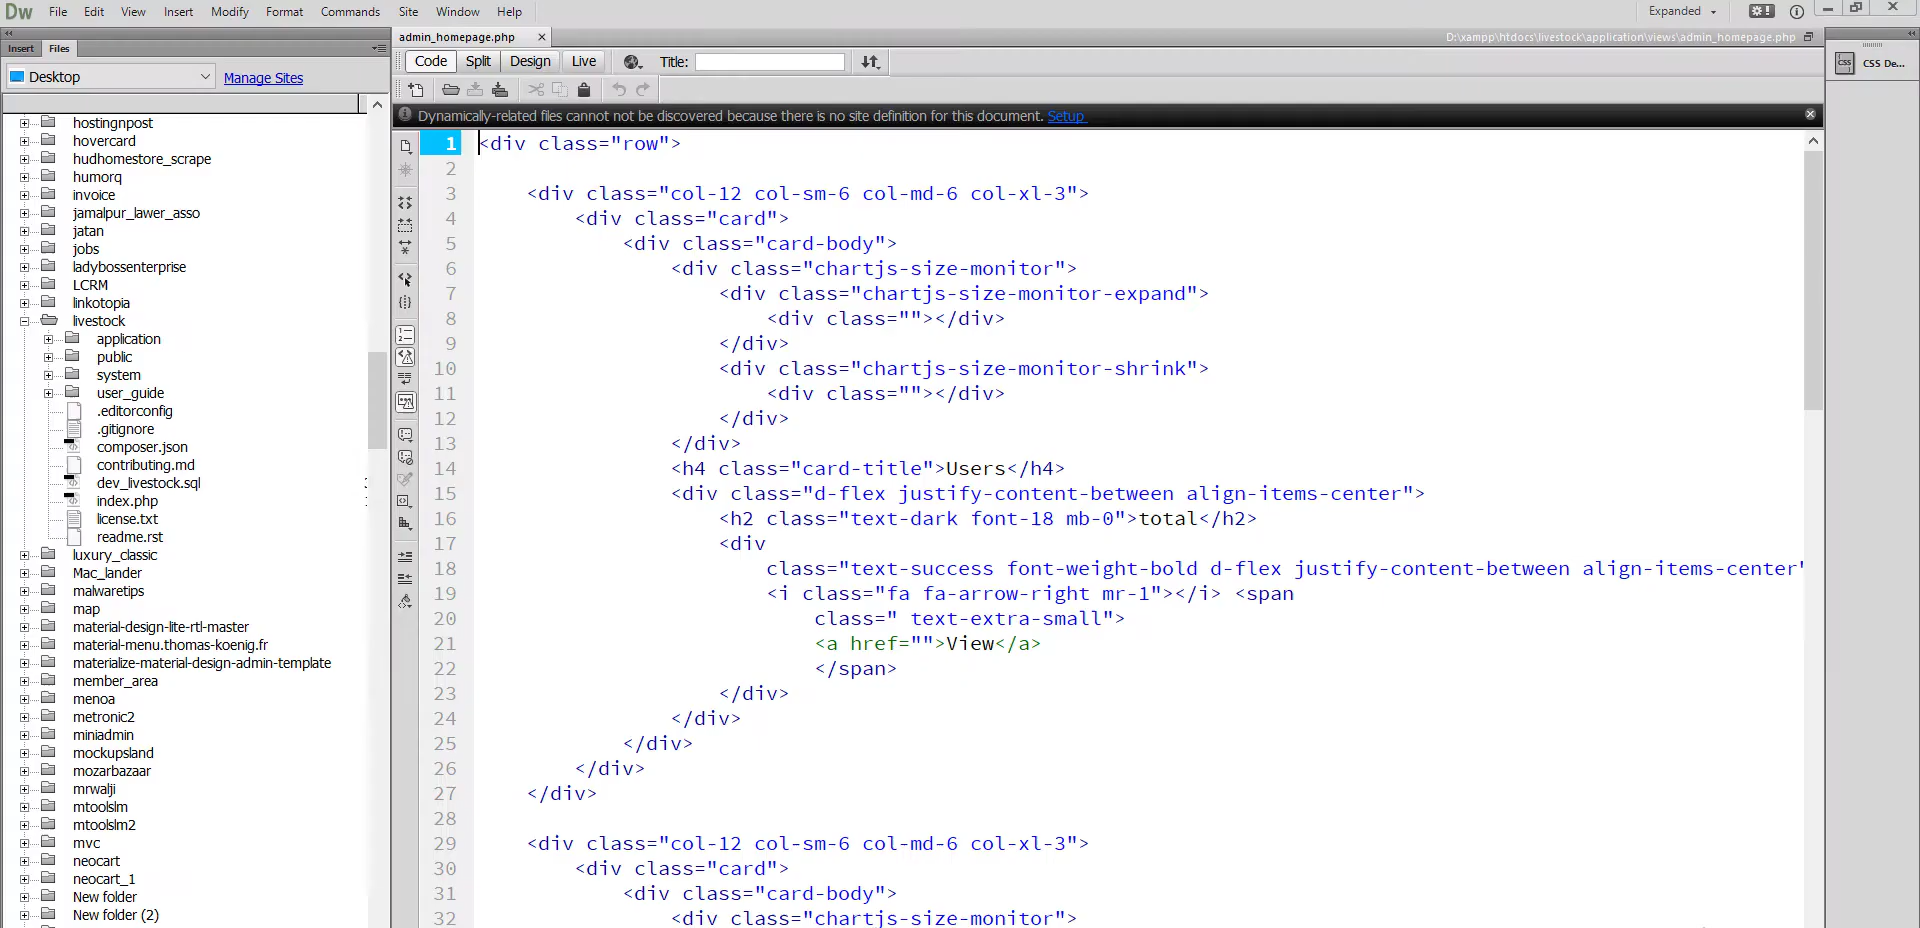 Dw File Edit View Insert Modify Format Commands Site Window Help Expanded
Insert Files
admin_homepage.php
D:\xampp\htdocs\livestock\application\views\admin_homepage.php
Code Split Design Live Title:
CSS De...
Desktop Manage Sites
Dynamically-related files cannot not be discovered because there is no site definition for this document. Setup
hostingnpost
hovercard
hudhomestore_scrape
humorq
invoice
jamalpur_lawer_asso
jatan
jobs
ladybossenterprise
LCRM
linkotopia
livestock
application
public
system
user_guide
.editorconfig
.gitignore
composer.json
contributing.md
dev_livestock.sql
index.php
license.txt
readme.rst
luxury_classic
Mac_lander
malwaretips
map
material-design-lite-rtl-master
material-menu.thomas-koenig.fr
materialize-material-design-admin-template
member_area
menoa
metronic2
miniadmin
mockupsland
mozarbazaar
mrwalji
mtoolslm
mtoolslm2
mvc
neocart
neocart_1
New folder
New folder (2)
1 <div class="row">
2
3 <div class="col-12 col-sm-6 col-md-6 col-xl-3">
4 <div class="card">
5 <div class="card-body">
6 <div class="chartjs-size-monitor">
7 <div class="chartjs-size-monitor-expand">
8 <div class=""></div>
9 </div>
10 <div class="chartjs-size-monitor-shrink">
11 <div class=""></div>
12 </div>
13 </div>
14 <h4 class="card-title">Users</h4>
15 <div class="d-flex justify-content-between align-items-center">
16 <h2 class="text-dark font-18 mb-0">total</h2>
17 <div
18 class="text-success font-weight-bold d-flex justify-content-between align-items-center"
19 <i class="fa fa-arrow-right mr-1"></i> <span
20 class=" text-extra-small">
21 <a href="">View</a>
22 </span>
23 </div>
24 </div>
25 </div>
26 </div>
27 </div>
28
29 <div class="col-12 col-sm-6 col-md-6 col-xl-3">
30 <div class="card">
31 <div class="card-body">
32 <div class="chartjs-size-monitor">